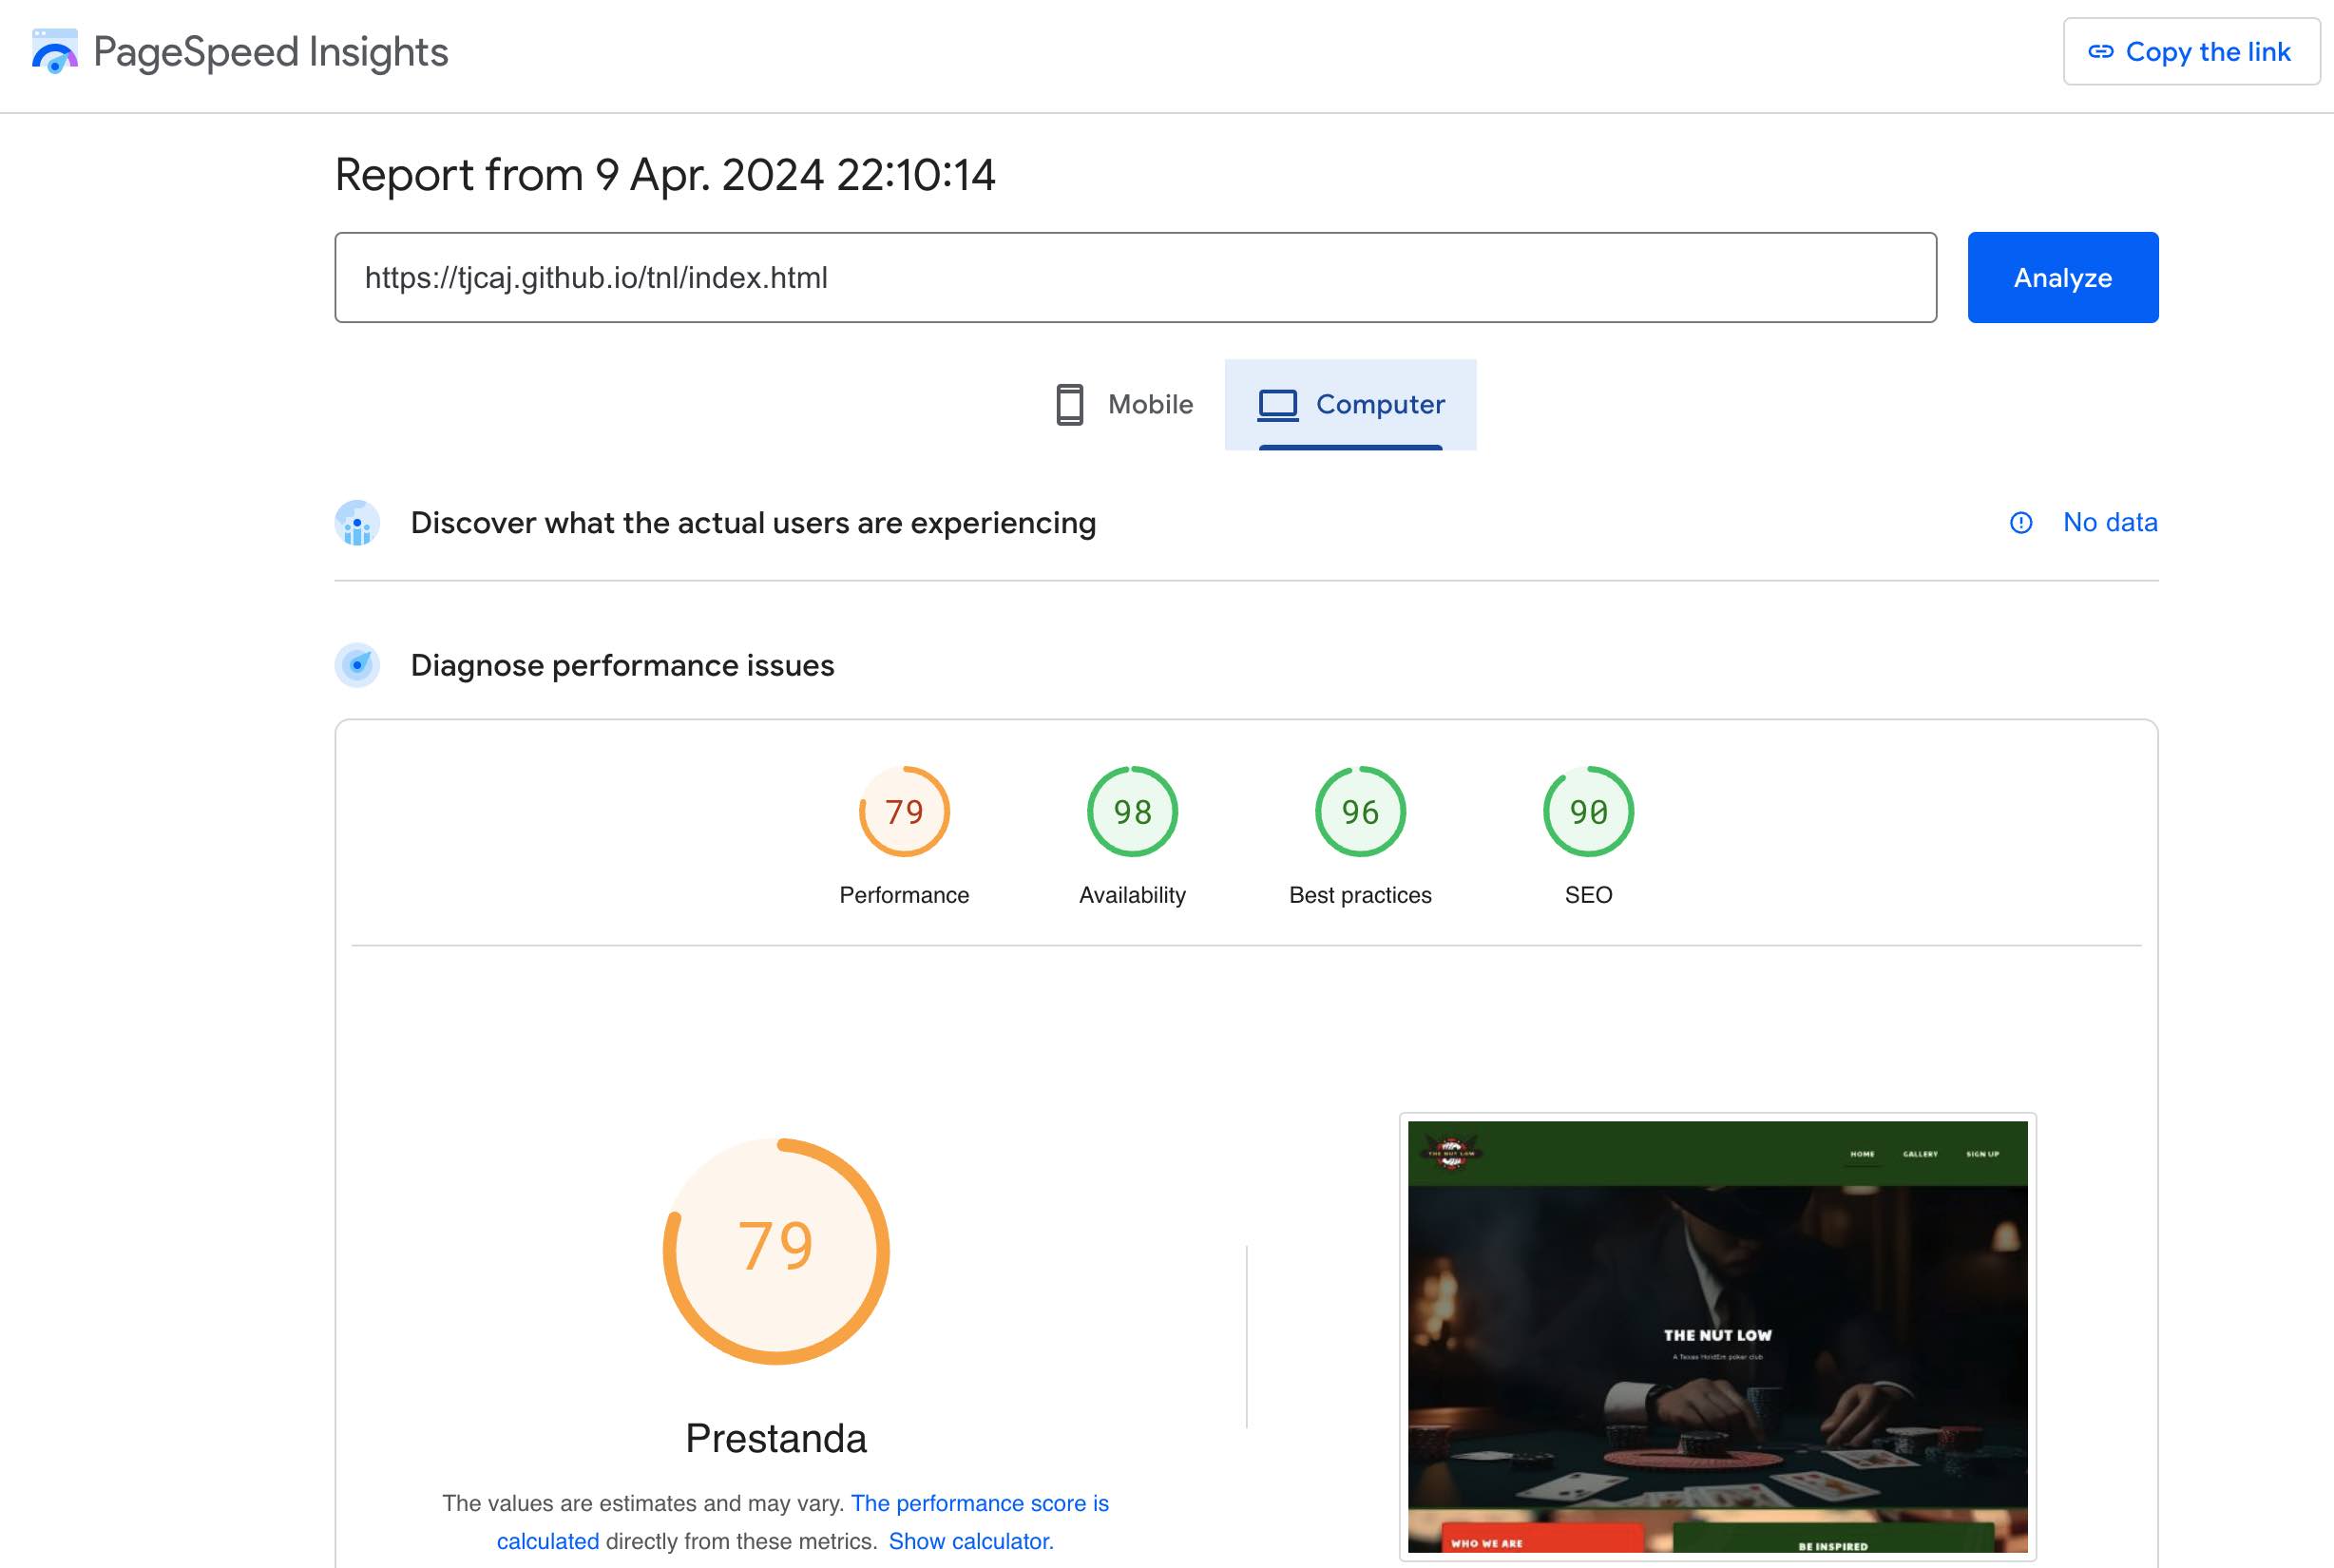 PageSpeed Insights
Copy the link
Report from 9 Apr. 2024 22:10:14
https://tjcaj.github.io/tnl/index.html
Analyze
Mobile
Computer
Discover what the actual users are experiencing
No data
Diagnose performance issues
79
98
96
90
Performance
Availability
Best practices
SEO
79
Prestanda
The values are estimates and may vary. The performance score is
calculated directly from these metrics. Show calculator.
THE NUT LOW
HOME
GALLERY
SIGN UP
THE NUT LOW
A Texas HoldEm poker club
WHO WE ARE
BE INSPIRED